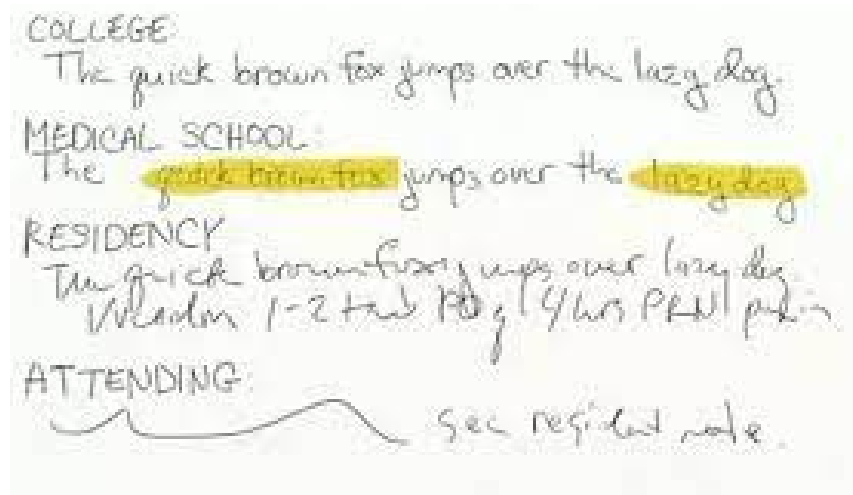 COLLEGE
The quick brown fox jumps over the lazy dog.
MEDICAL SCHOOL:
The quick brown fox jumps over the lazy dog
RESIDENCY
The quick brown fox jumps over lazy dog.
1-2 tab PO q 4hrs PRN pain
ATTENDING:
See resident note.